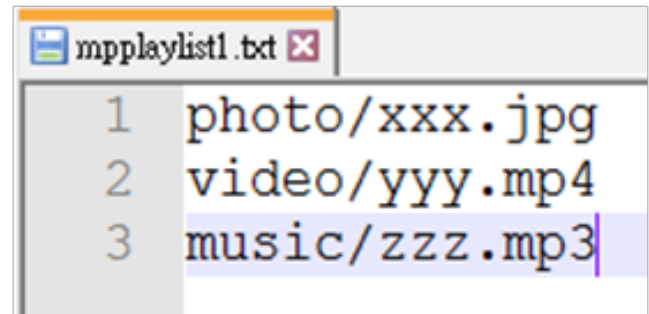 mpplaylist1.txt
1 photo/xxx.jpg
2 video/yyy.mp4
3 music/zzz.mp3